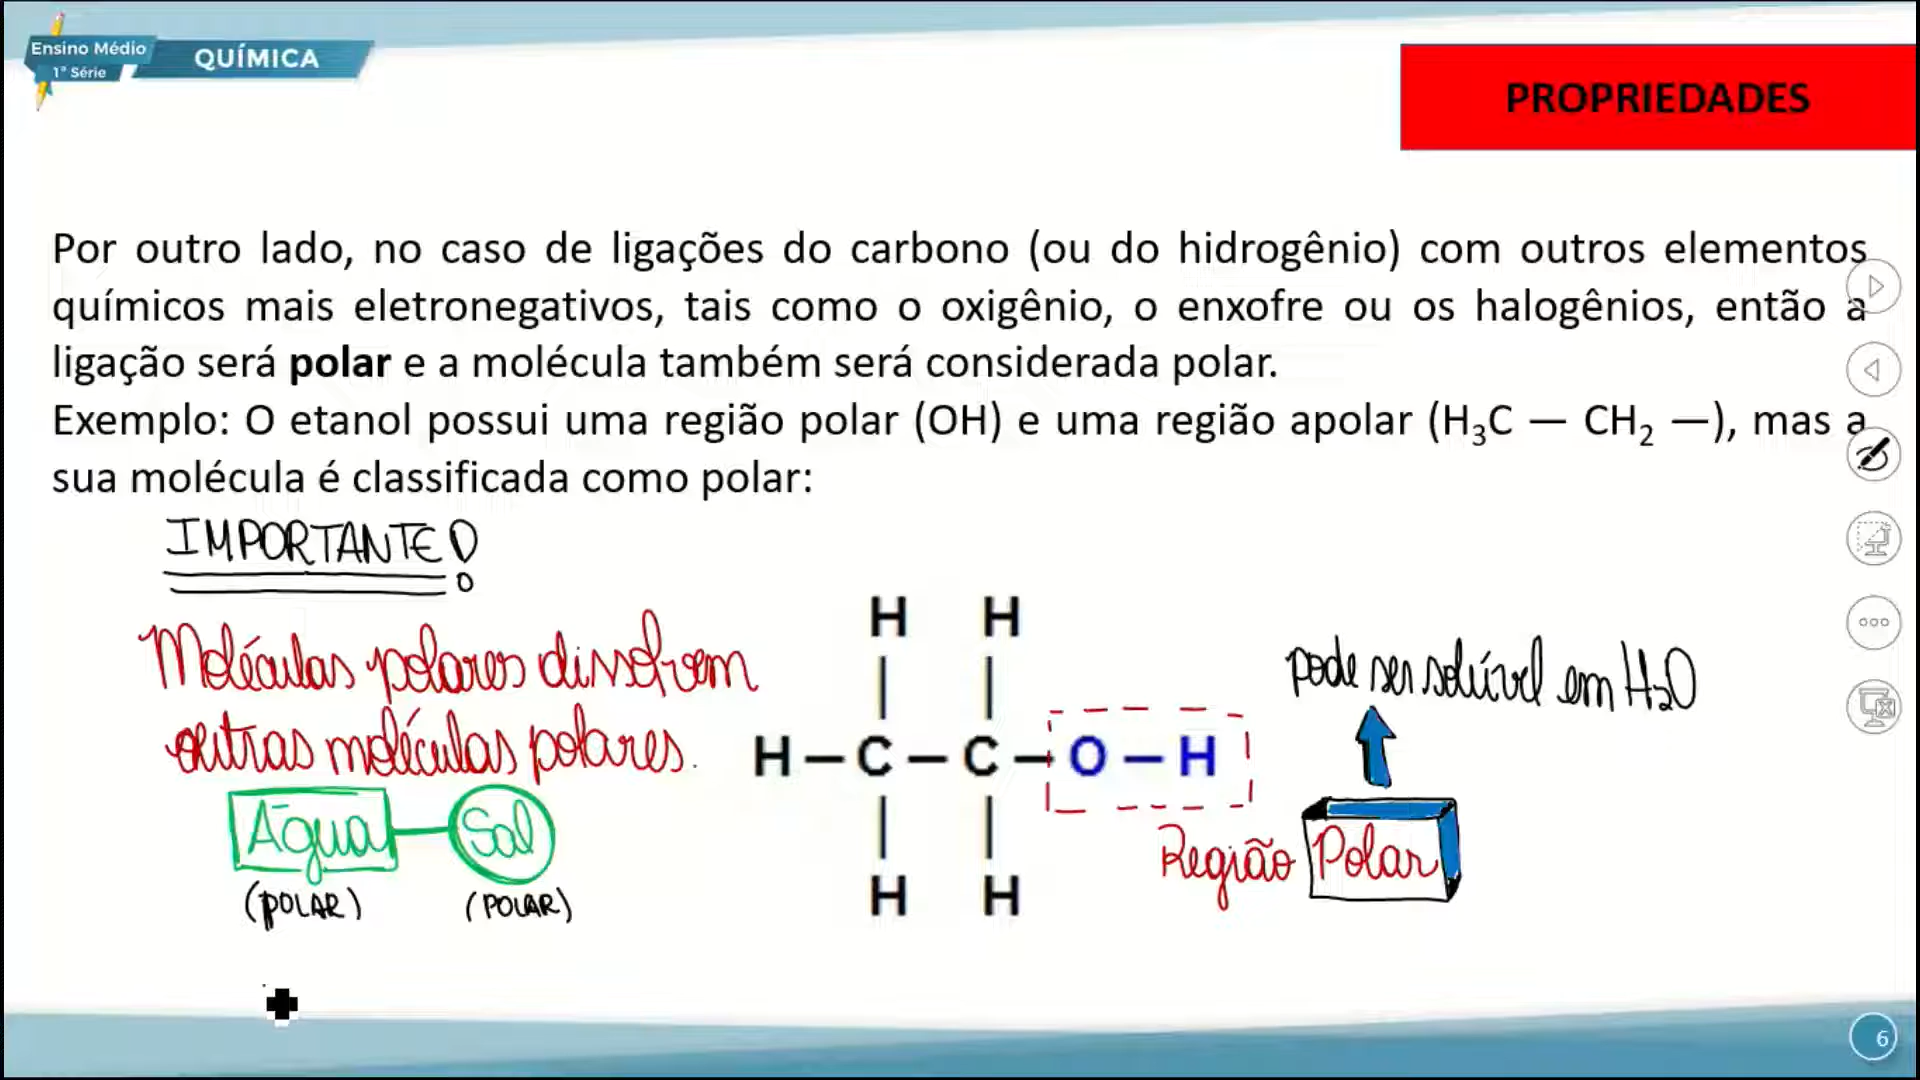 Ensino Médio
1ª Série
QUÍMICA
PROPRIEDADES
Por outro lado, no caso de ligações do carbono (ou do hidrogênio) com outros elementos
químicos mais eletronegativos, tais como o oxigênio, o enxofre ou os halogênios, então a
ligação será polar e a molécula também será considerada polar.
Exemplo: O etanol possui uma região polar (OH) e uma região apolar (H₃C — CH₂ —), mas a
sua molécula é classificada como polar:
IMPORTANTE!
Moléculas polares dissolvem
outras moléculas polares.
Água Sal
(POLAR) (POLAR)
H H
H—C—C—O—H
H H
pode ser solúvel em H₂O
Região Polar
6